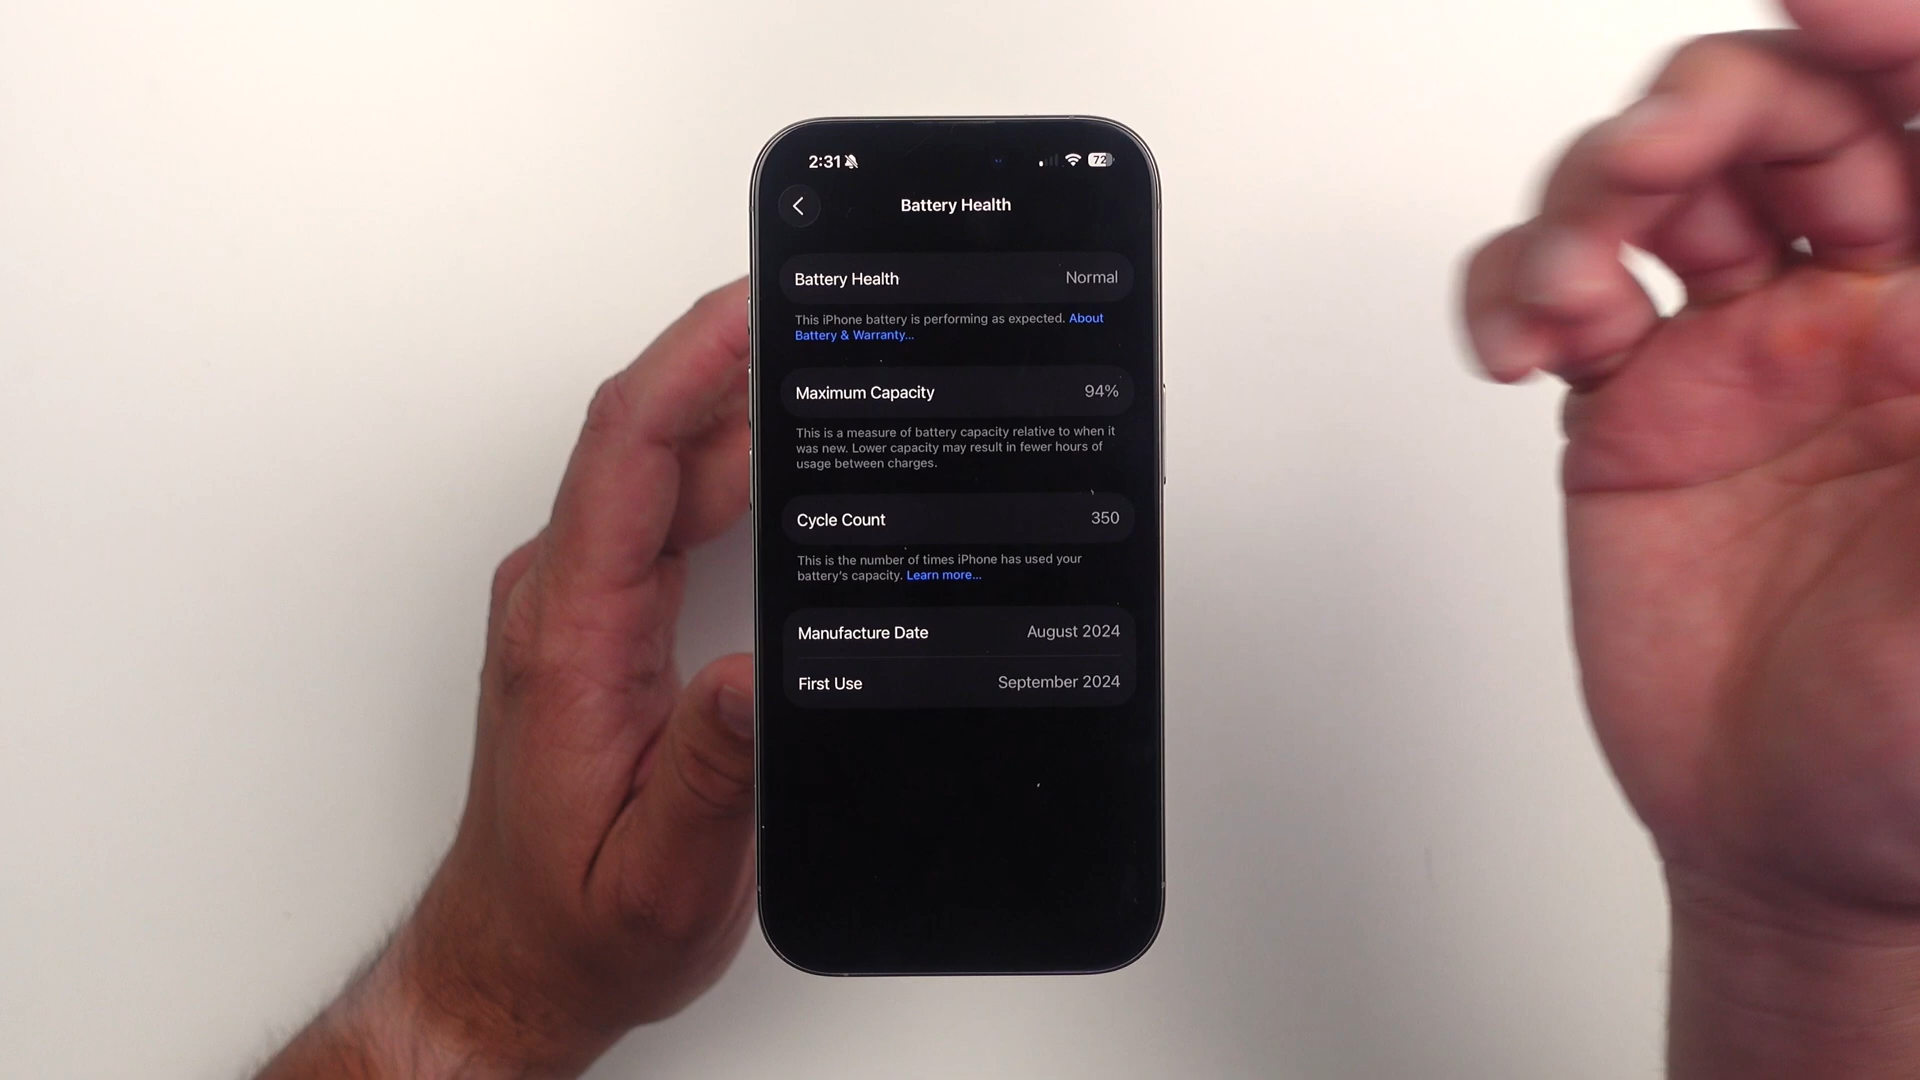 2:31
72
Battery Health
Battery Health Normal
This iPhone battery is performing as expected. About
Battery & Warranty...
Maximum Capacity 94%
This is a measure of battery capacity relative to when it
was new. Lower capacity may result in fewer hours of
usage between charges.
Cycle Count 350
This is the number of times iPhone has used your
battery's capacity. Learn more...
Manufacture Date August 2024
First Use September 2024